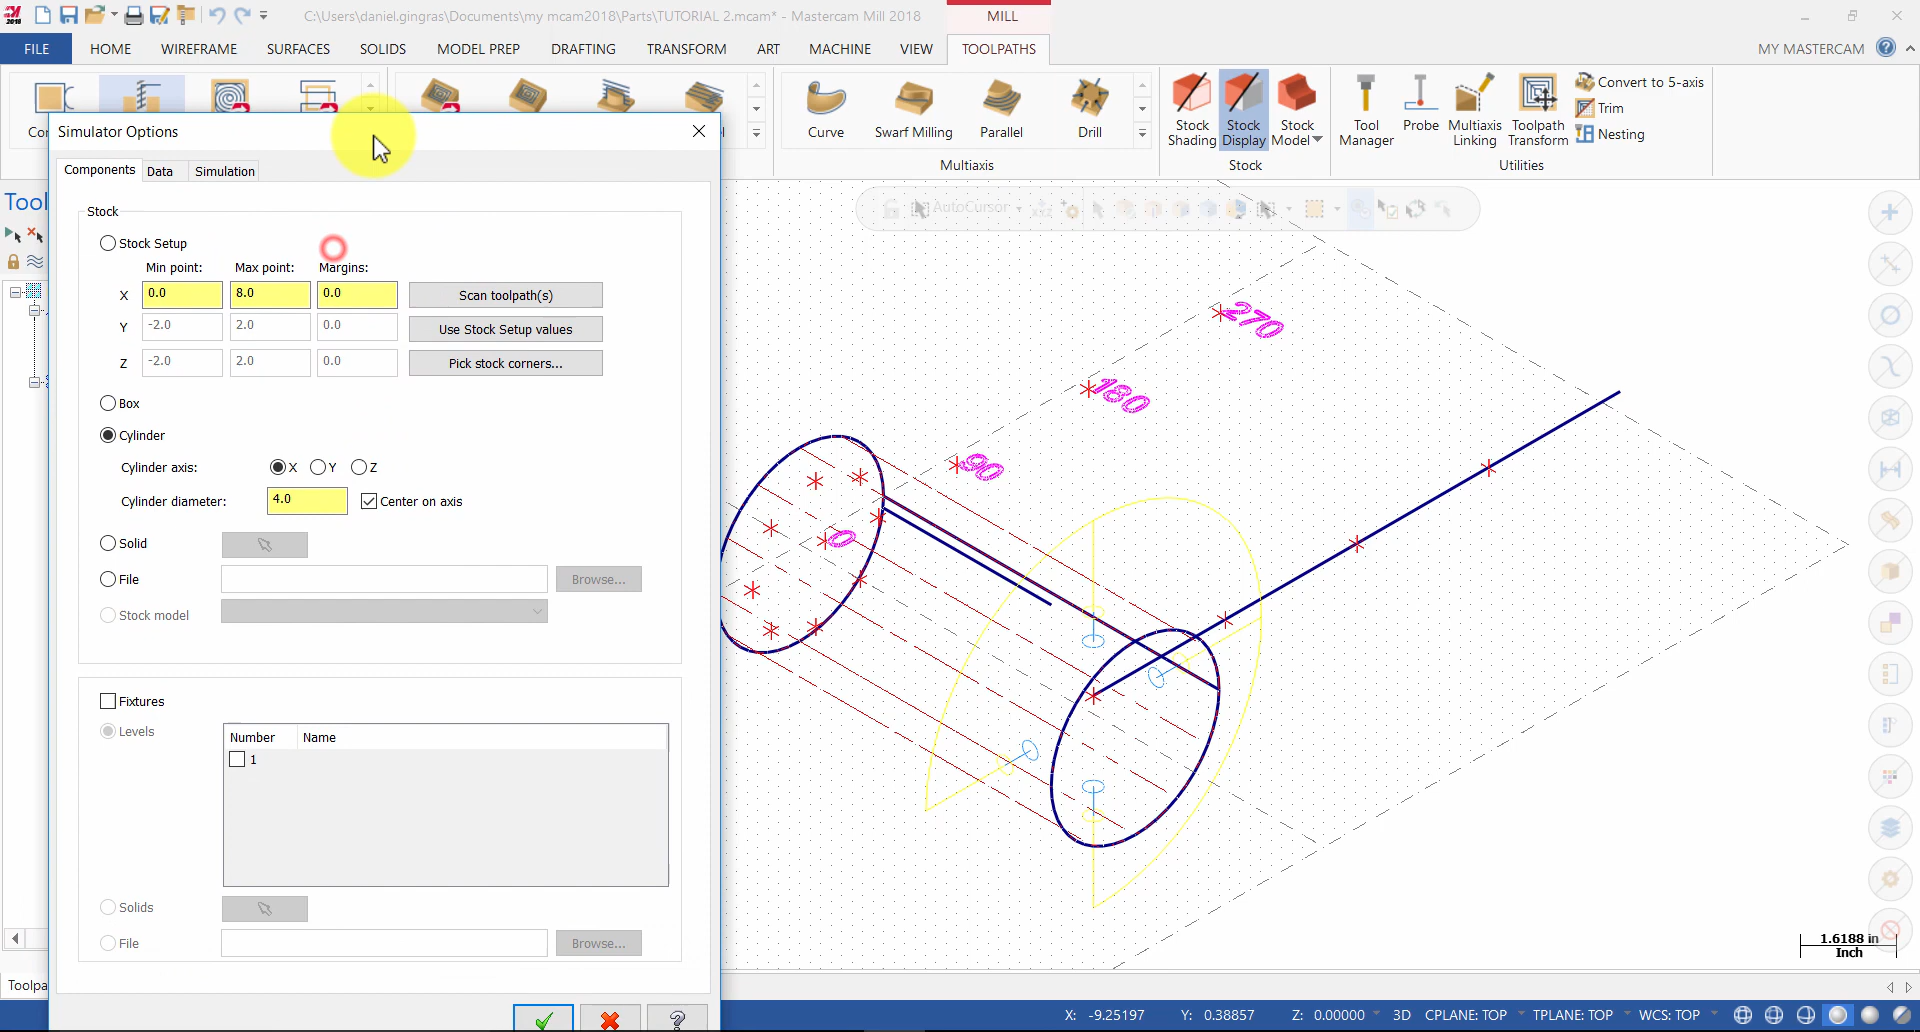 2018
C:\Users\daniel.gingras\Documents\my mcam2018\Parts\TUTORIAL 2.mcam* - Mastercam Mill 2018
MILL
FILE
HOME
WIREFRAME
SURFACES
SOLIDS
MODEL PREP
DRAFTING
TRANSFORM
ART
MACHINE
VIEW
TOOLPATHS
MY MASTERCAM
Curve
Swarf Milling
Parallel
Drill
Multiaxis
Stock Shading
Stock Display
Stock Model
Stock
Tool Manager
Probe
Multiaxis Linking
Toolpath Transform
Convert to 5-axis
Trim
Nesting
Utilities
Simulator Options
Components
Data
Simulation
Stock
Stock Setup
Min point:
Max point:
Margins:
X 0.0 8.0 0.0 Scan toolpath(s)
Y -2.0 2.0 0.0 Use Stock Setup values
Z -2.0 2.0 0.0 Pick stock corners...
Box
Cylinder
Cylinder axis: X Y Z
Cylinder diameter: 4.0 Center on axis
Solid
File Browse...
Stock model
Fixtures
Levels
Number Name
1
Solids
File Browse...
AutoCursor
270
180
90
0
1.6188 in
Inch
X: -9.25197 Y: 0.38857 Z: 0.00000 3D CPLANE: TOP TPLANE: TOP WCS: TOP